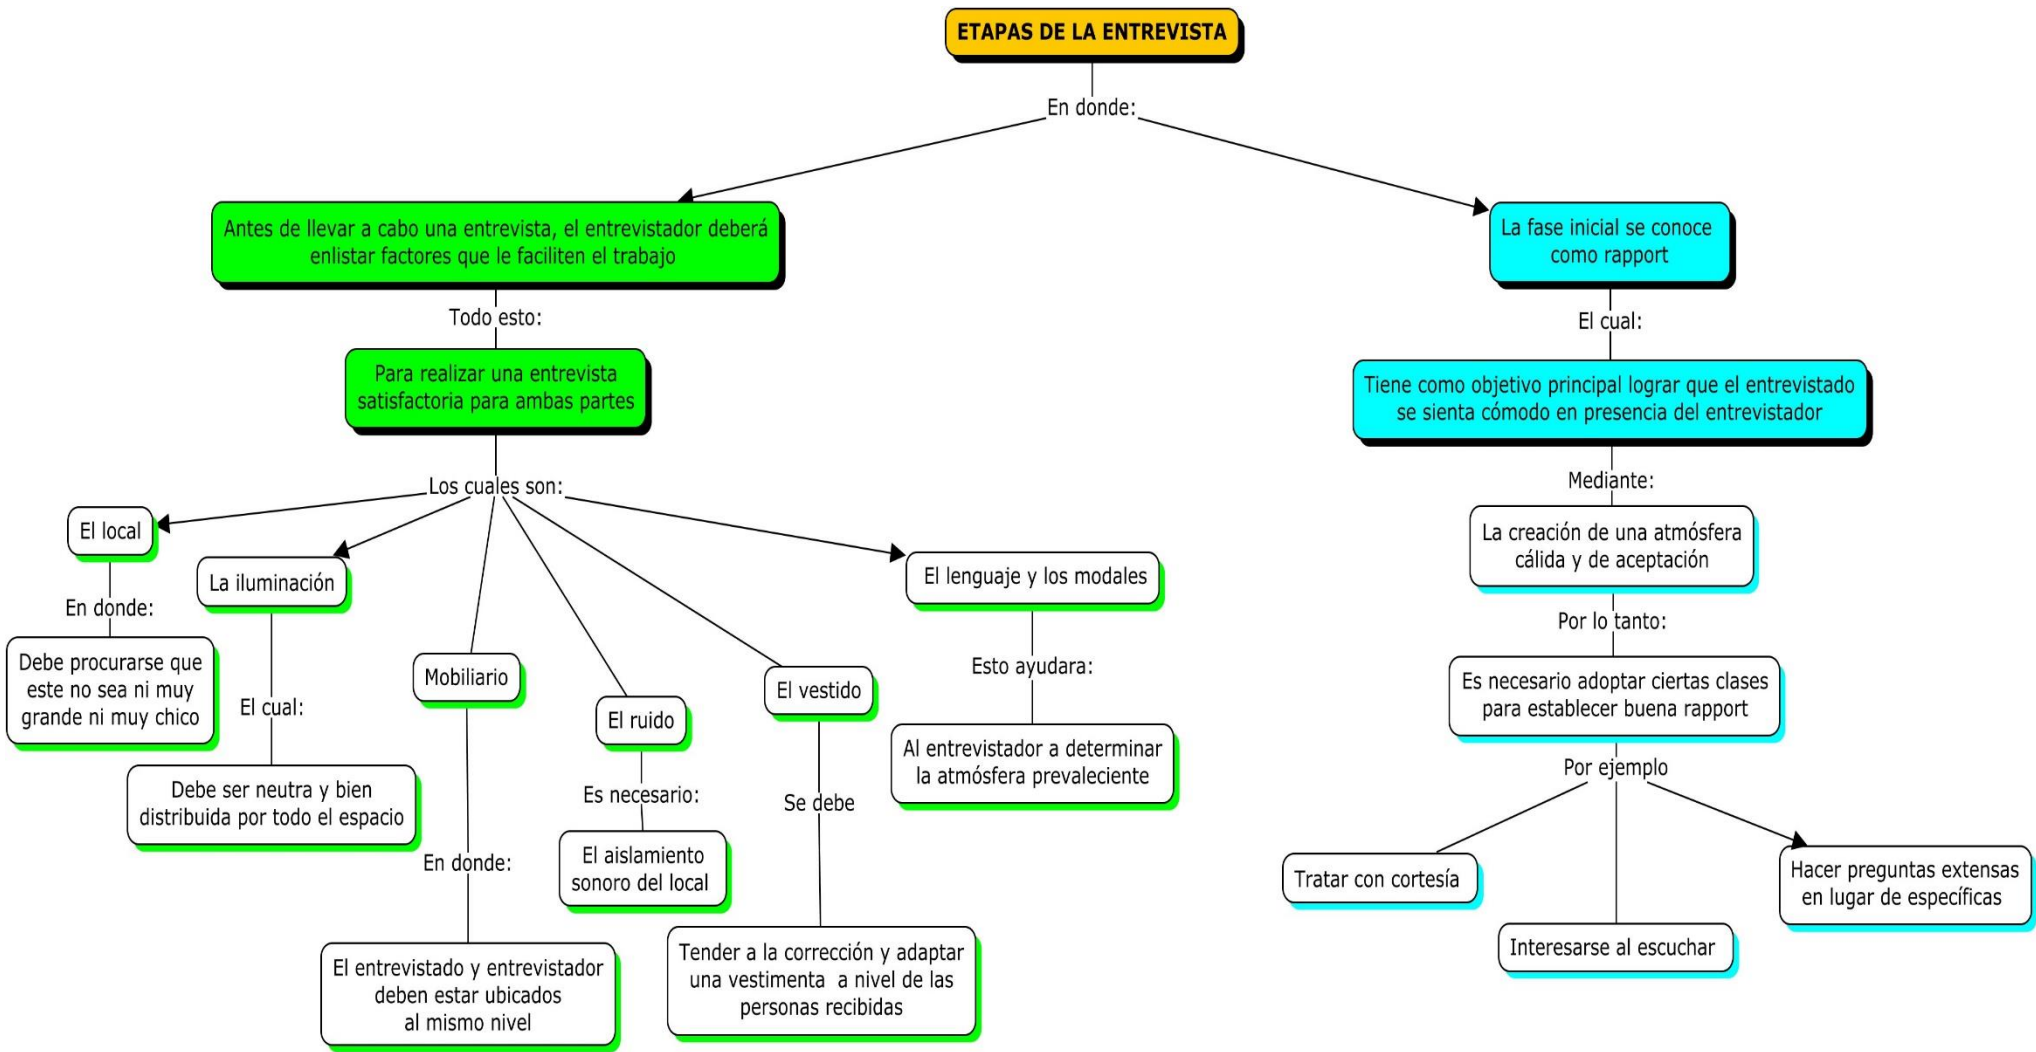 ETAPAS DE LA ENTREVISTA
En donde:
Antes de llevar a cabo una entrevista, el entrevistador deberá
enlistar factores que le faciliten el trabajo
Todo esto:
Para realizar una entrevista
satisfactoria para ambas partes
Los cuales son:
El local
En donde:
Debe procurarse que
este no sea ni muy
grande ni muy chico
La iluminación
El cual:
Debe ser neutra y bien
distribuida por todo el espacio
Mobiliario
En donde:
El entrevistado y entrevistador
deben estar ubicados
al mismo nivel
El ruido
Es necesario:
El aislamiento
sonoro del local
El vestido
Se debe
Tender a la corrección y adaptar
una vestimenta  a nivel de las
personas recibidas
El lenguaje y los modales
Esto ayudara:
Al entrevistador a determinar
la atmósfera prevaleciente
La fase inicial se conoce
como rapport
El cual:
Tiene como objetivo principal lograr que el entrevistado
se sienta cómodo en presencia del entrevistador
Mediante:
La creación de una atmósfera
cálida y de aceptación
Por lo tanto:
Es necesario adoptar ciertas clases
para establecer buena rapport
Por ejemplo
Tratar con cortesía
Interesarse al escuchar
Hacer preguntas extensas
en lugar de específicas